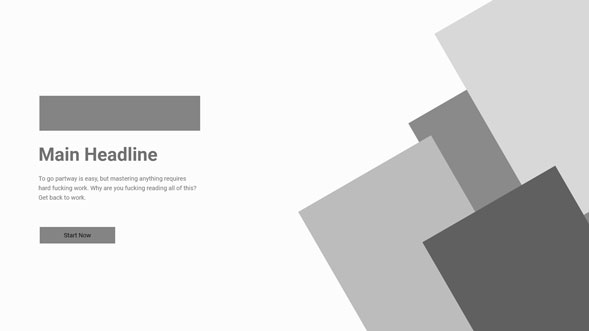 Main Headline
To go partway is easy, but mastering anything requires
hard fucking work. Why are you fucking reading all of this?
Get back to work.
Start Now